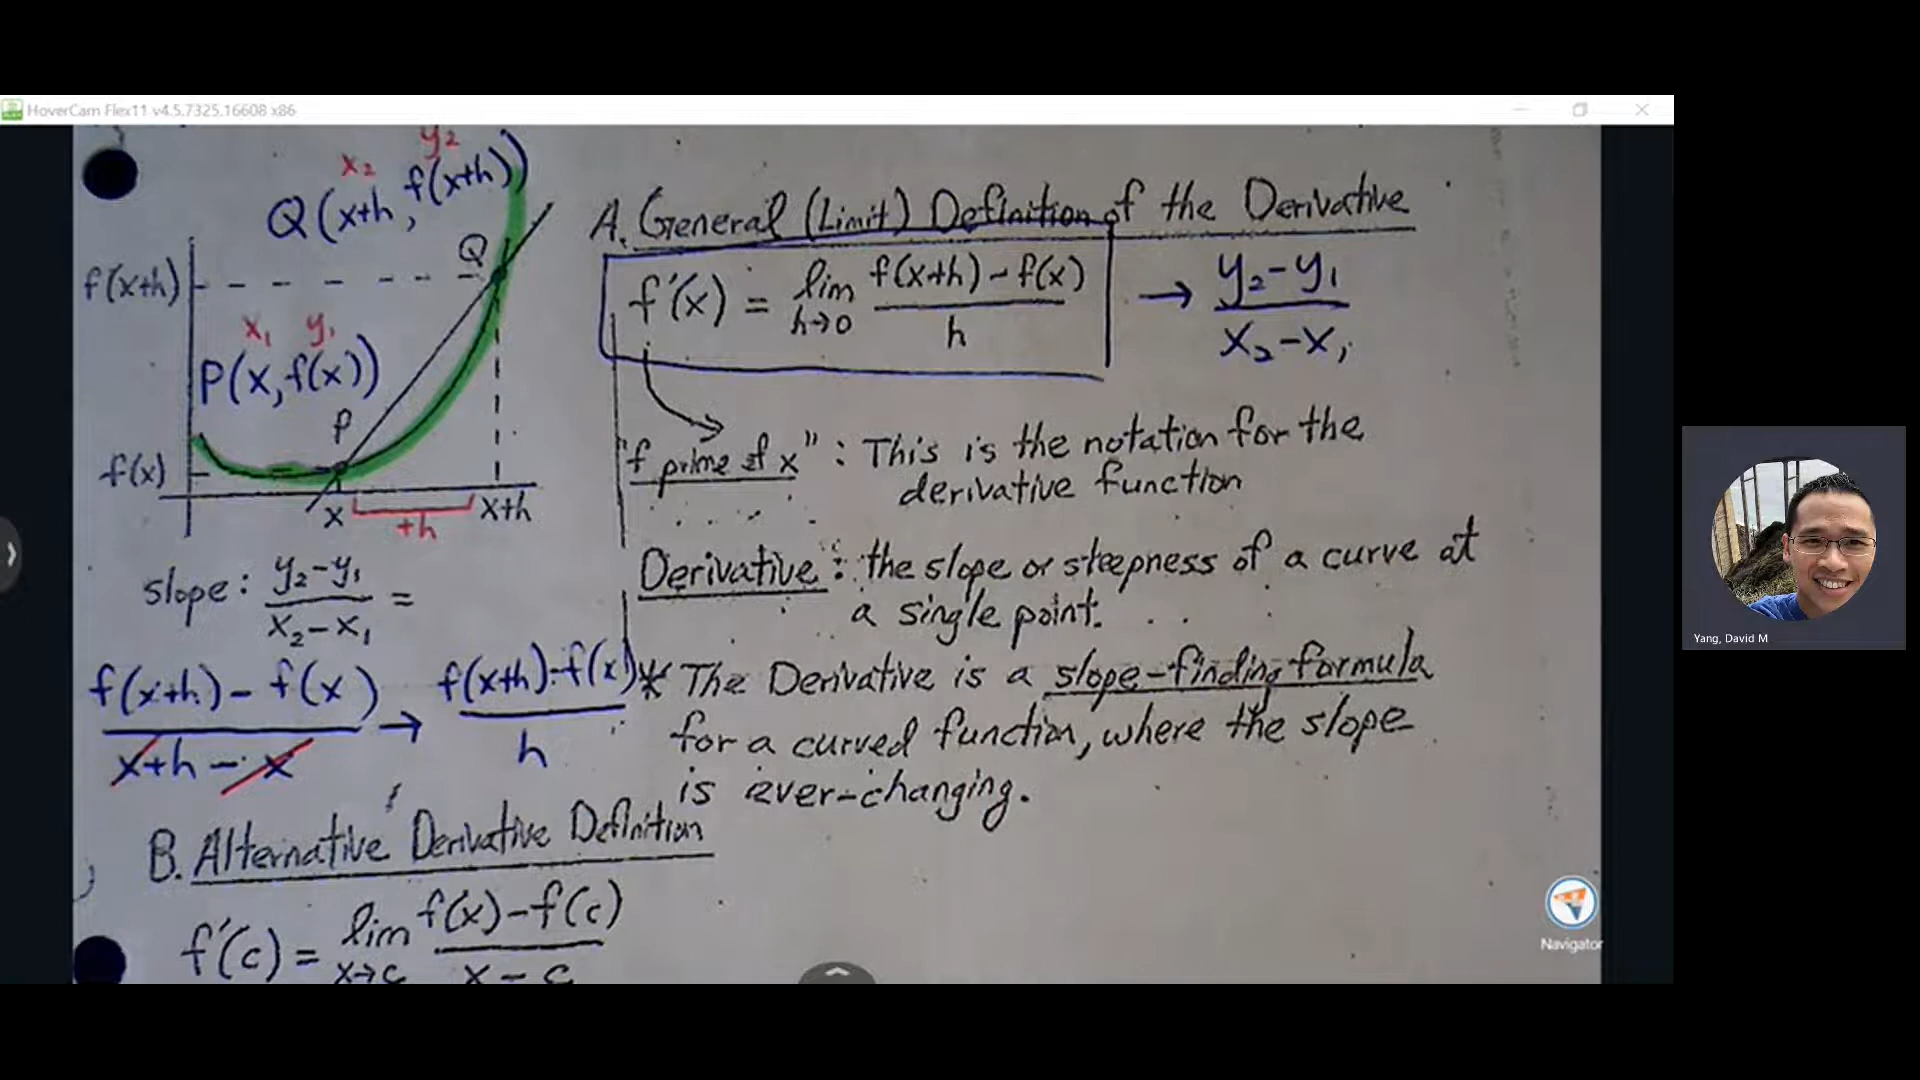 HoverCam Flex11 v4.5.7325.16608 x86
x₂ y₂
Q(x+h, f(x+h))
Q
f(x+h)
x₁ y₁
P(x, f(x))
P
f(x)
x +h x+h
slope: y₂-y₁ / x₂-x₁ =
f(x+h) - f(x) / x+h - x → f(x+h) - f(x) / h
A. General (Limit) Definition of the Derivative
f'(x) = lim h→0 f(x+h) - f(x) / h → y₂-y₁ / x₂-x₁
"f prime of x" : This is the notation for the
derivative function
Derivative : the slope or steepness of a curve at
a single point.
* The Derivative is a slope-finding formula
for a curved function, where the slope
is ever-changing.
B. Alternative Derivative Definition
f'(c) = lim x→c f(x) - f(c) / x - c
Navigator
Yang, David M